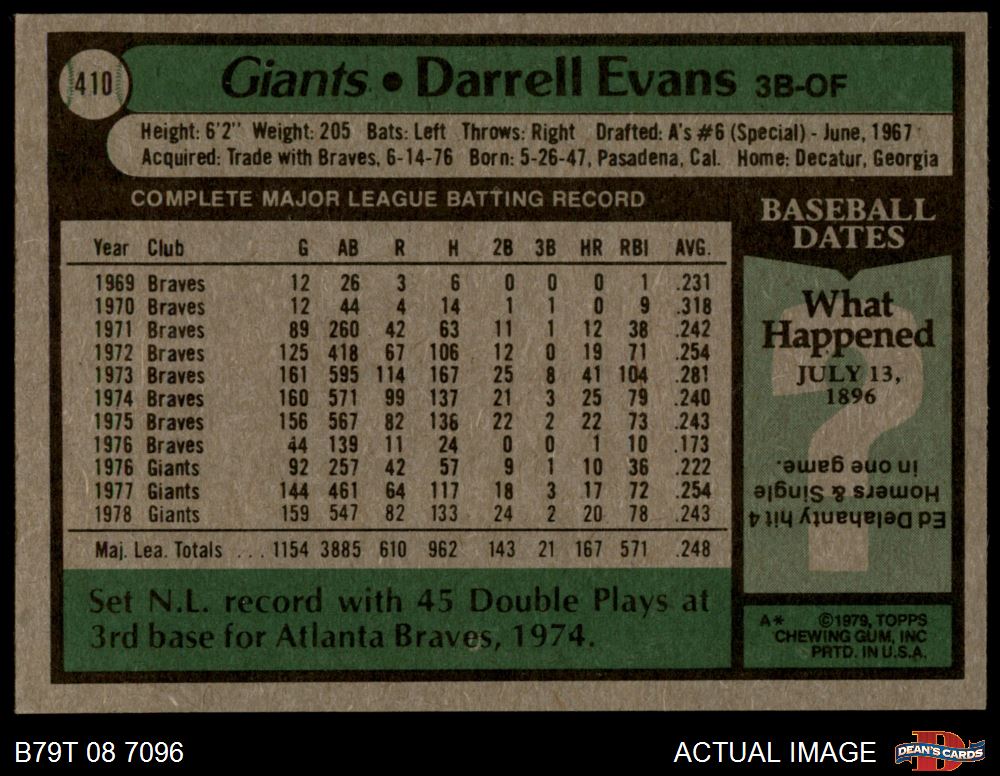 410
Giants • Darrell Evans 3B-OF
Height: 6'2" Weight: 205 Bats: Left Throws: Right Drafted: A's #6 (Special) - June, 1967
Acquired: Trade with Braves, 6-14-76 Born: 5-26-47, Pasadena, Cal. Home: Decatur, Georgia
COMPLETE MAJOR LEAGUE BATTING RECORD
Year Club G AB R H 2B 3B HR RBI AVG.
1969 Braves 12 26 3 6 0 0 0 1 .231
1970 Braves 12 44 4 14 1 1 0 9 .318
1971 Braves 89 260 42 63 11 1 12 38 .242
1972 Braves 125 418 67 106 12 0 19 71 .254
1973 Braves 161 595 114 167 25 8 41 104 .281
1974 Braves 160 571 99 137 21 3 25 79 .240
1975 Braves 156 567 82 136 22 2 22 73 .243
1976 Braves 44 139 11 24 0 0 1 10 .173
1976 Giants 92 257 42 57 9 1 10 36 .222
1977 Giants 144 461 64 117 18 3 17 72 .254
1978 Giants 159 547 82 133 24 2 20 78 .243
Maj. Lea. Totals ... 1154 3885 610 962 143 21 167 571 .248
Set N.L. record with 45 Double Plays at
3rd base for Atlanta Braves, 1974.
BASEBALL
DATES
What
Happened
JULY 13,
1896
Ed Delahanty hit 4
Homers & Single
in one game.
A* ©1979, TOPPS
CHEWING GUM, INC
PRTD. IN U.S.A.
B79T 08 7096
ACTUAL IMAGE
D
DEAN'S CARDS